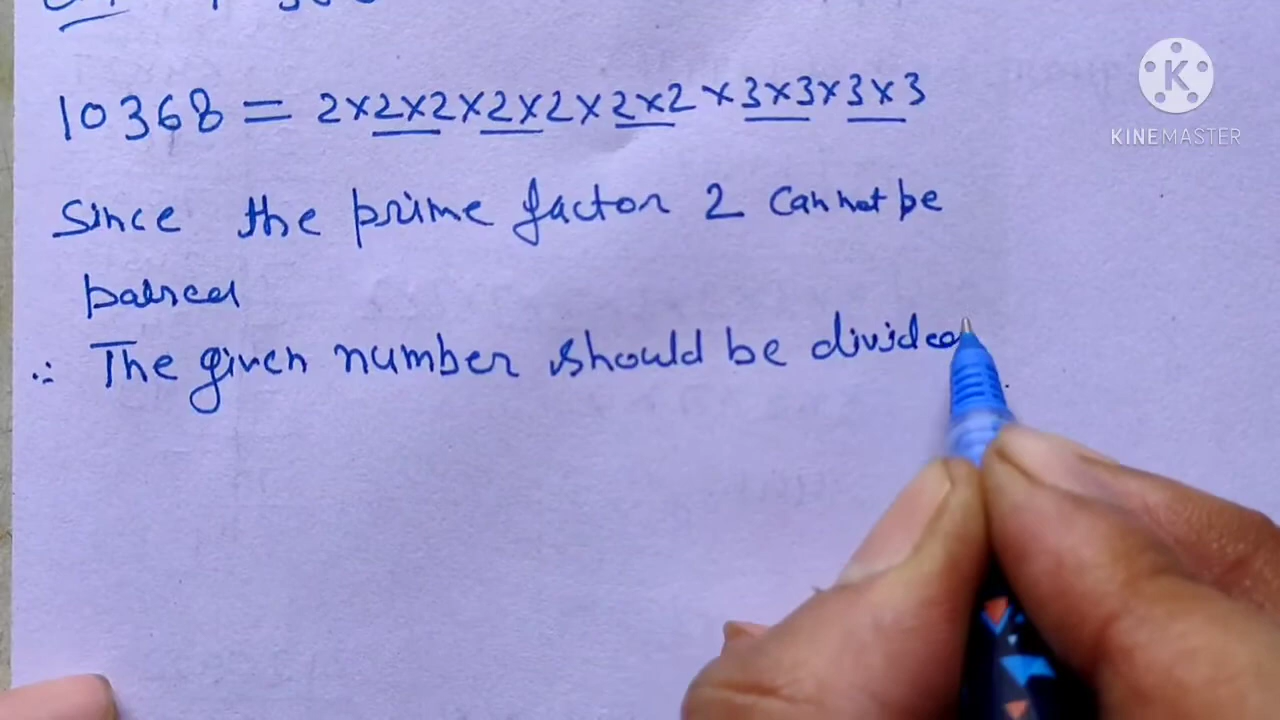 10368 = 2×2×2×2×2×2×2×3×3×3×3
Since the prime factor 2 cannot be
paired
∴ The given number should be divided
K
KINEMASTER